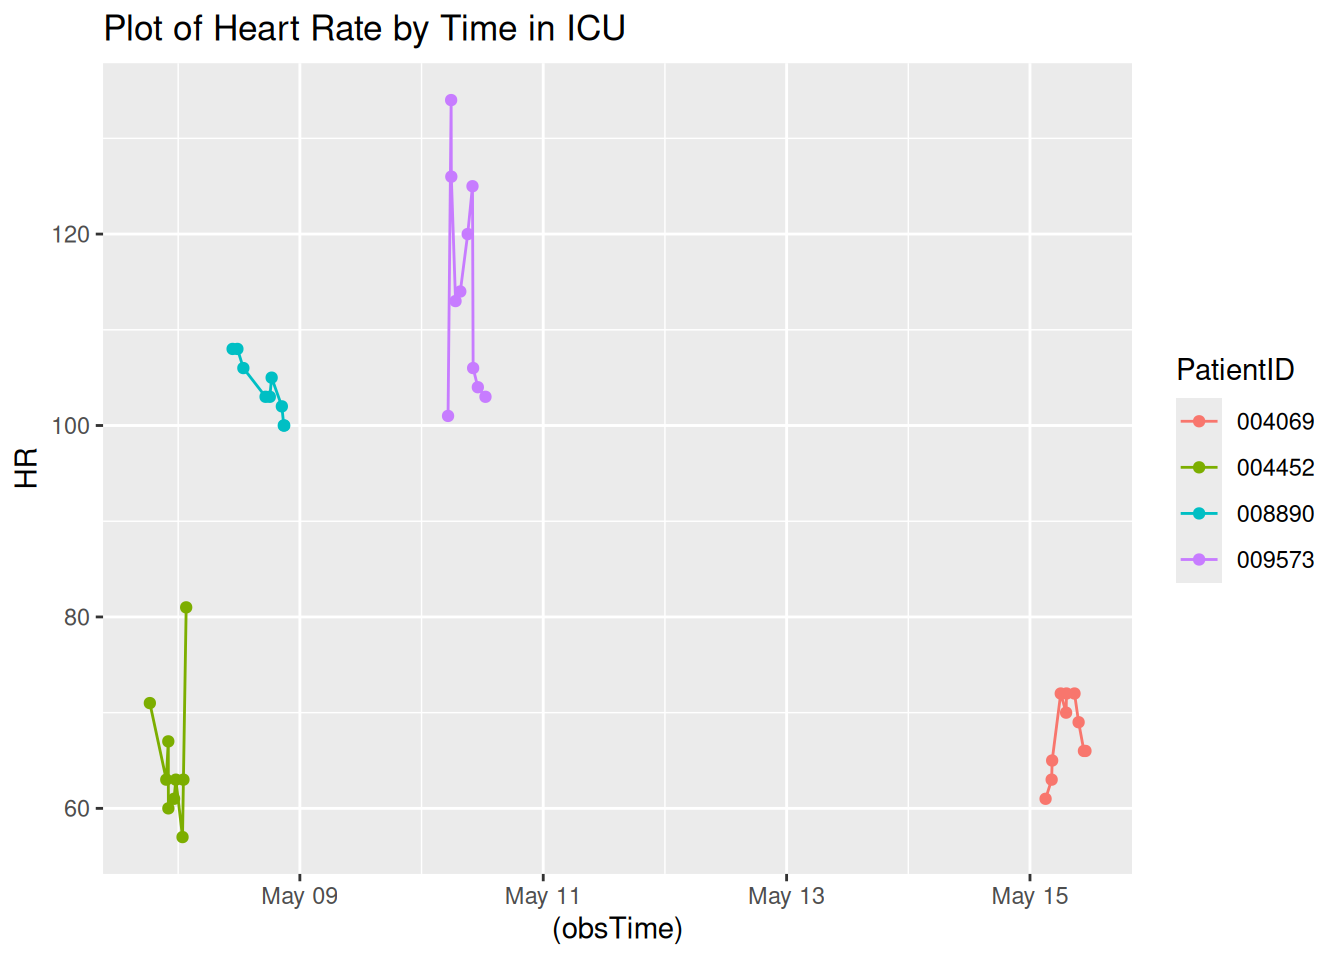 Plot of Heart Rate by Time in ICU
HR
120
100
80
60
May 09
May 11
May 13
May 15
(obsTime)
PatientID
004069
004452
008890
009573